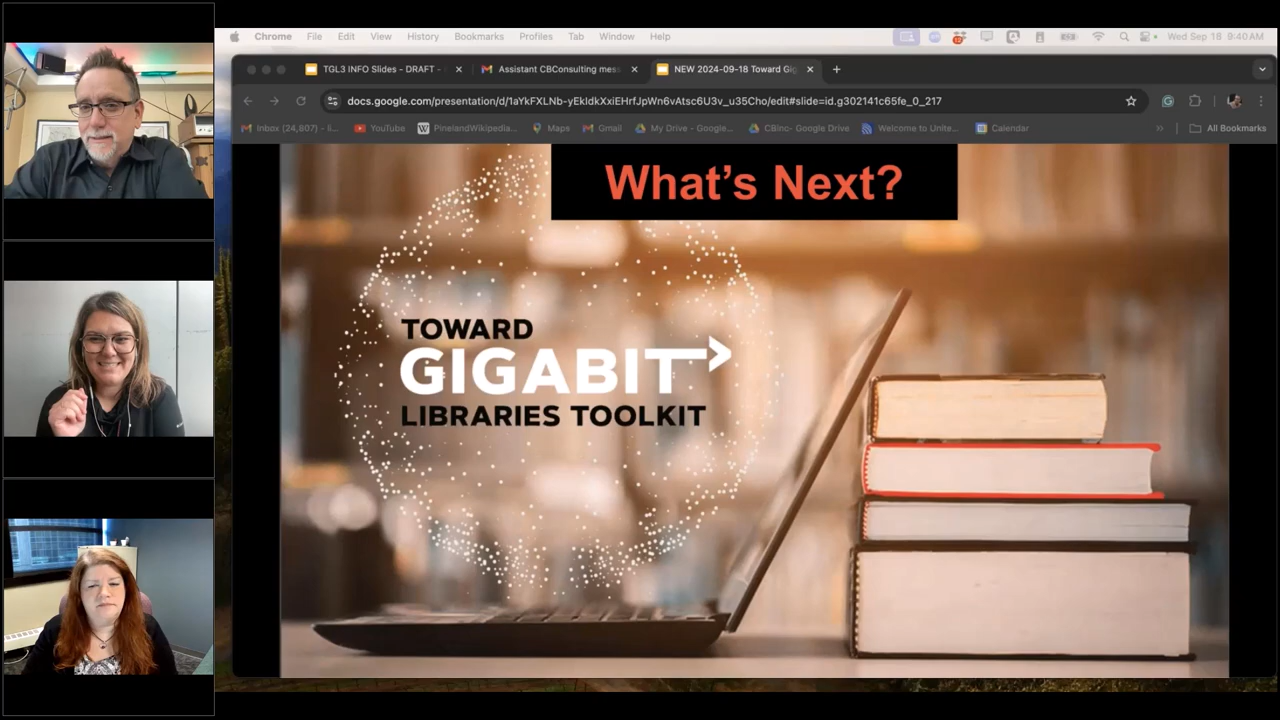 Chrome File Edit View History Bookmarks Profiles Tab Window Help Wed Sep 18 9:40 AM
TGL3 INFO Slides - DRAFT - Assistant CBConsulting mes NEW 2024-09-18 Toward Gig
docs.google.com/presentation/d/1aYkFXLNb-yEkIdkXxiEHrfJpWn6vAtsc6U3v_u35Cho/edit#slide=id.g302141c65fe_0_217
Inbox (24,807) - li... YouTube PinelandWikipedia... Maps Gmail My Drive - Google... CBInc- Google Drive Welcome to Unite... Calendar » All Bookmarks
What's Next?
TOWARD
GIGABIT
LIBRARIES TOOLKIT